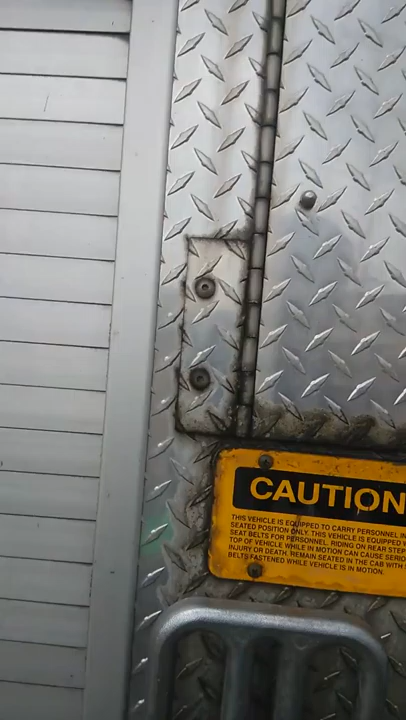 CAUTION
THIS VEHICLE IS EQUIPPED TO CARRY PERSONNEL IN
SEATED POSITION ONLY. THIS VEHICLE IS EQUIPPED
SEAT BELTS FOR PERSONNEL. RIDING ON REAR STEP
TOP OF VEHICLE WHILE IN MOTION CAN CAUSE
INJURY OR DEATH. REMAIN SEATED IN THE CAB WITH
BELTS FASTENED WHILE VEHICLE IS IN MOTION.